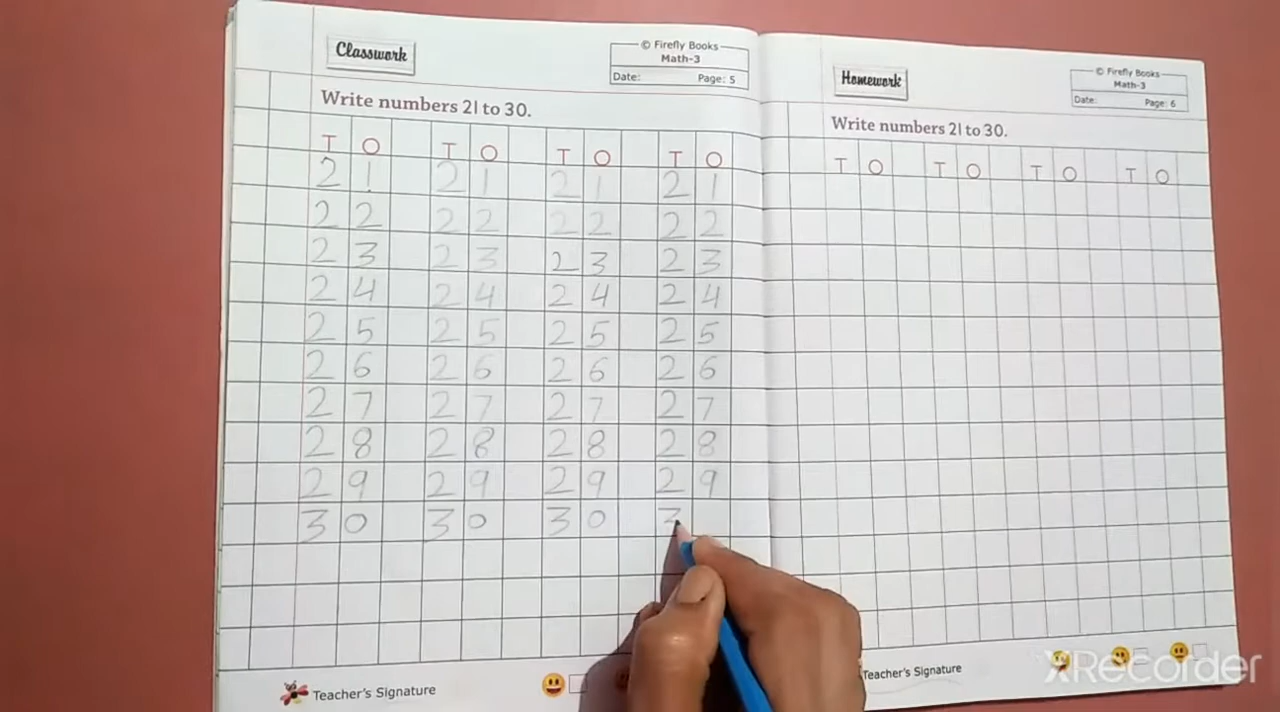 Classwork
© Firefly Books
Math-3
Date: Page: 5
Write numbers 21 to 30.
T O T O T O T O
21 21 21 21
22 22 22 22
23 23 23 23
24 24 24 24
25 25 25 25
26 26 26 26
27 27 27 27
28 28 28 28
29 29 29 29
30 30 30 3
Teacher's Signature
Homework
© Firefly Books
Math-3
Date: Page: 6
Write numbers 21 to 30.
T O T O T O T O
Teacher's Signature
XRecorder